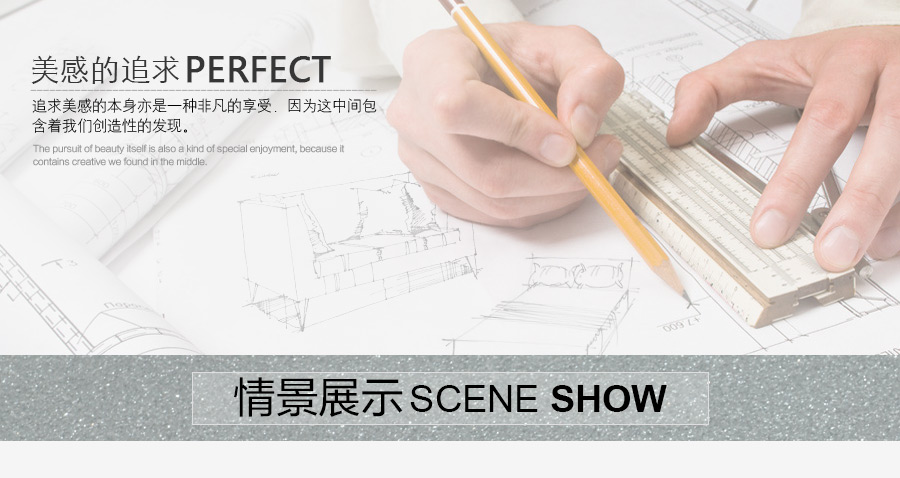 美感的追求 PERFECT
追求美感的本身亦是一种非凡的享受. 因为这中间包
含着我们创造性的发现。
The pursuit of beauty itself is also a kind of special enjoyment, because it
contains creative we found in the middle.
+7.600
情景展示 SCENE SHOW